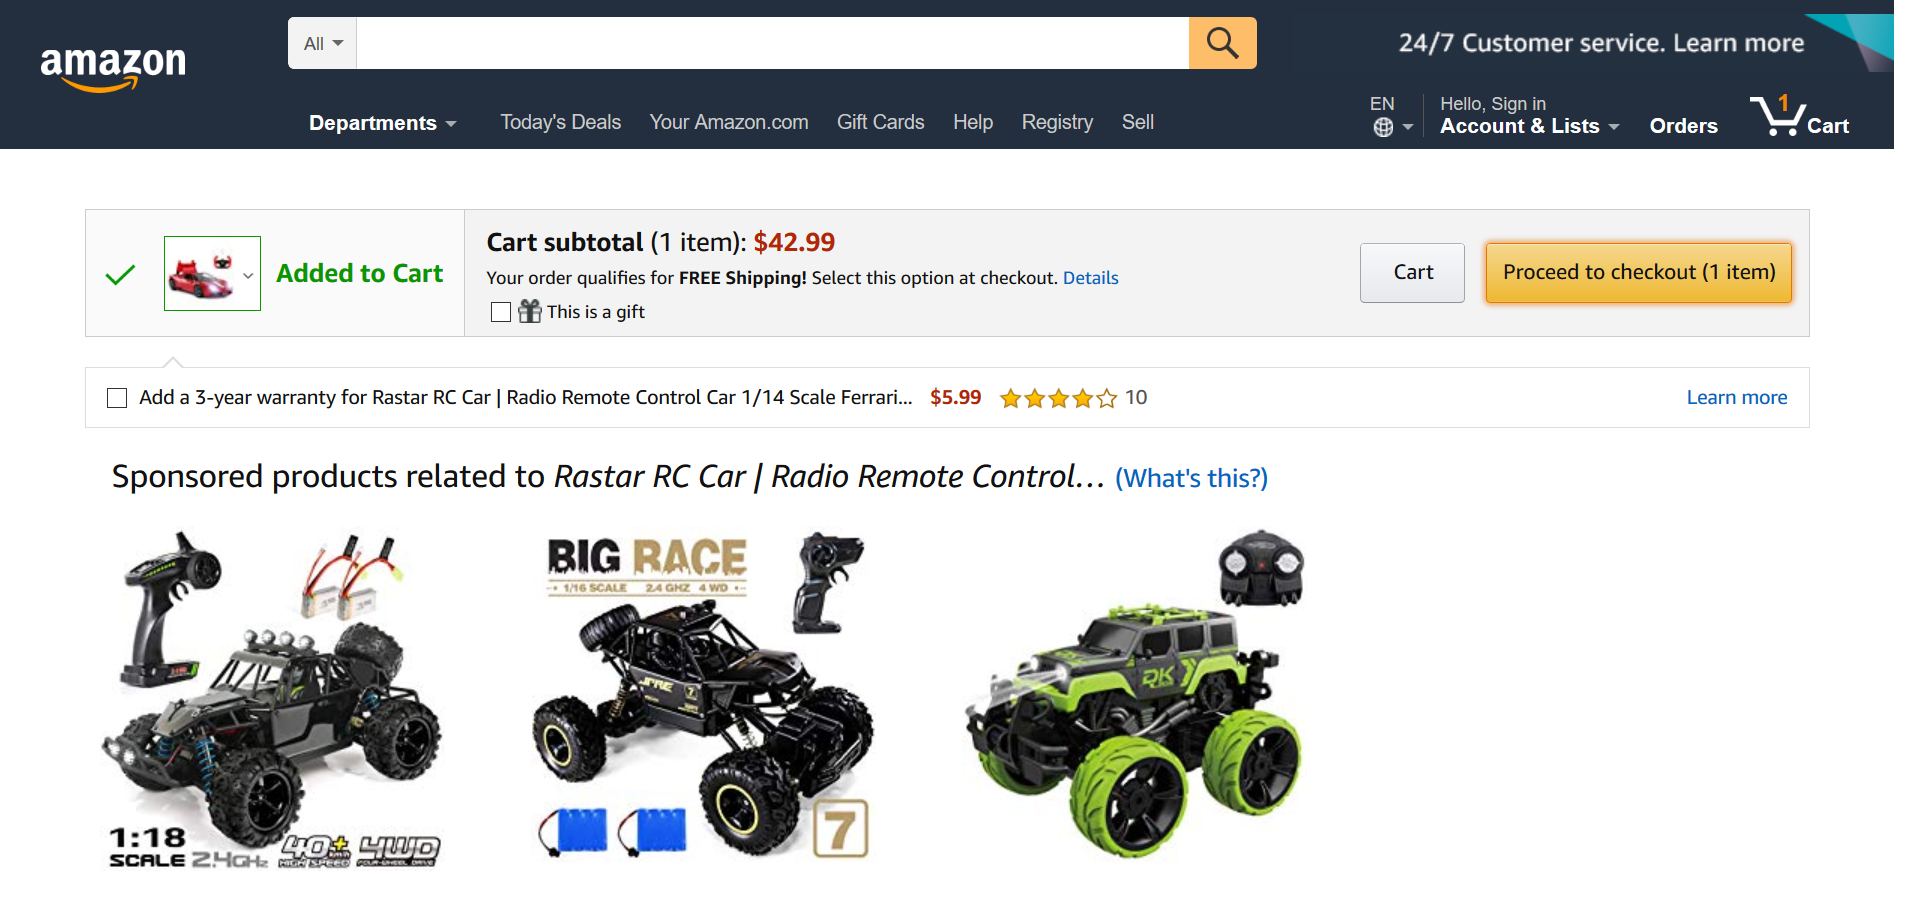 amazon
All
24/7 Customer service. Learn more
Departments Today's Deals Your Amazon.com Gift Cards Help Registry Sell
EN
Hello, Sign in
Account & Lists
Orders
1
Cart
Added to Cart
Cart subtotal (1 item): $42.99
Your order qualifies for FREE Shipping! Select this option at checkout. Details
This is a gift
Cart
Proceed to checkout (1 item)
Add a 3-year warranty for Rastar RC Car | Radio Remote Control Car 1/14 Scale Ferrari... $5.99 10
Learn more
Sponsored products related to Rastar RC Car | Radio Remote Control... (What's this?)
1:18
SCALE 2.4GHz
40+
HIGH SPEED
4WD
FOUR-WHEEL DRIVE
BIG RACE
1/16 SCALE 2.4 GHZ 4 WD
7
7
DK